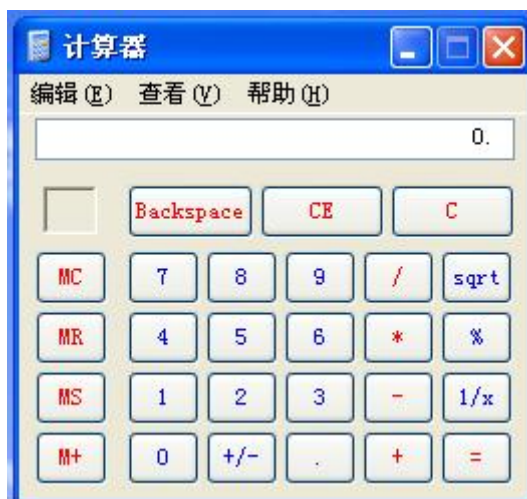 计算器
编辑(E) 查看(V) 帮助(H)
0.
Backspace CE C
MC 7 8 9 / sqrt
MR 4 5 6 * %
MS 1 2 3 - 1/x
M+ 0 +/- . + =